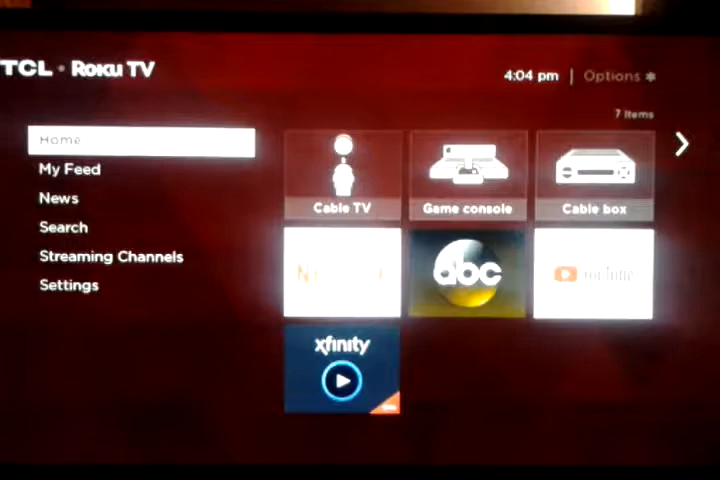 TCL • Roku TV
4:04 pm | Options ✱
7 Items
Home
My Feed
News
Search
Streaming Channels
Settings
Cable TV
Game console
Cable box
abc
YouTube
xfinity